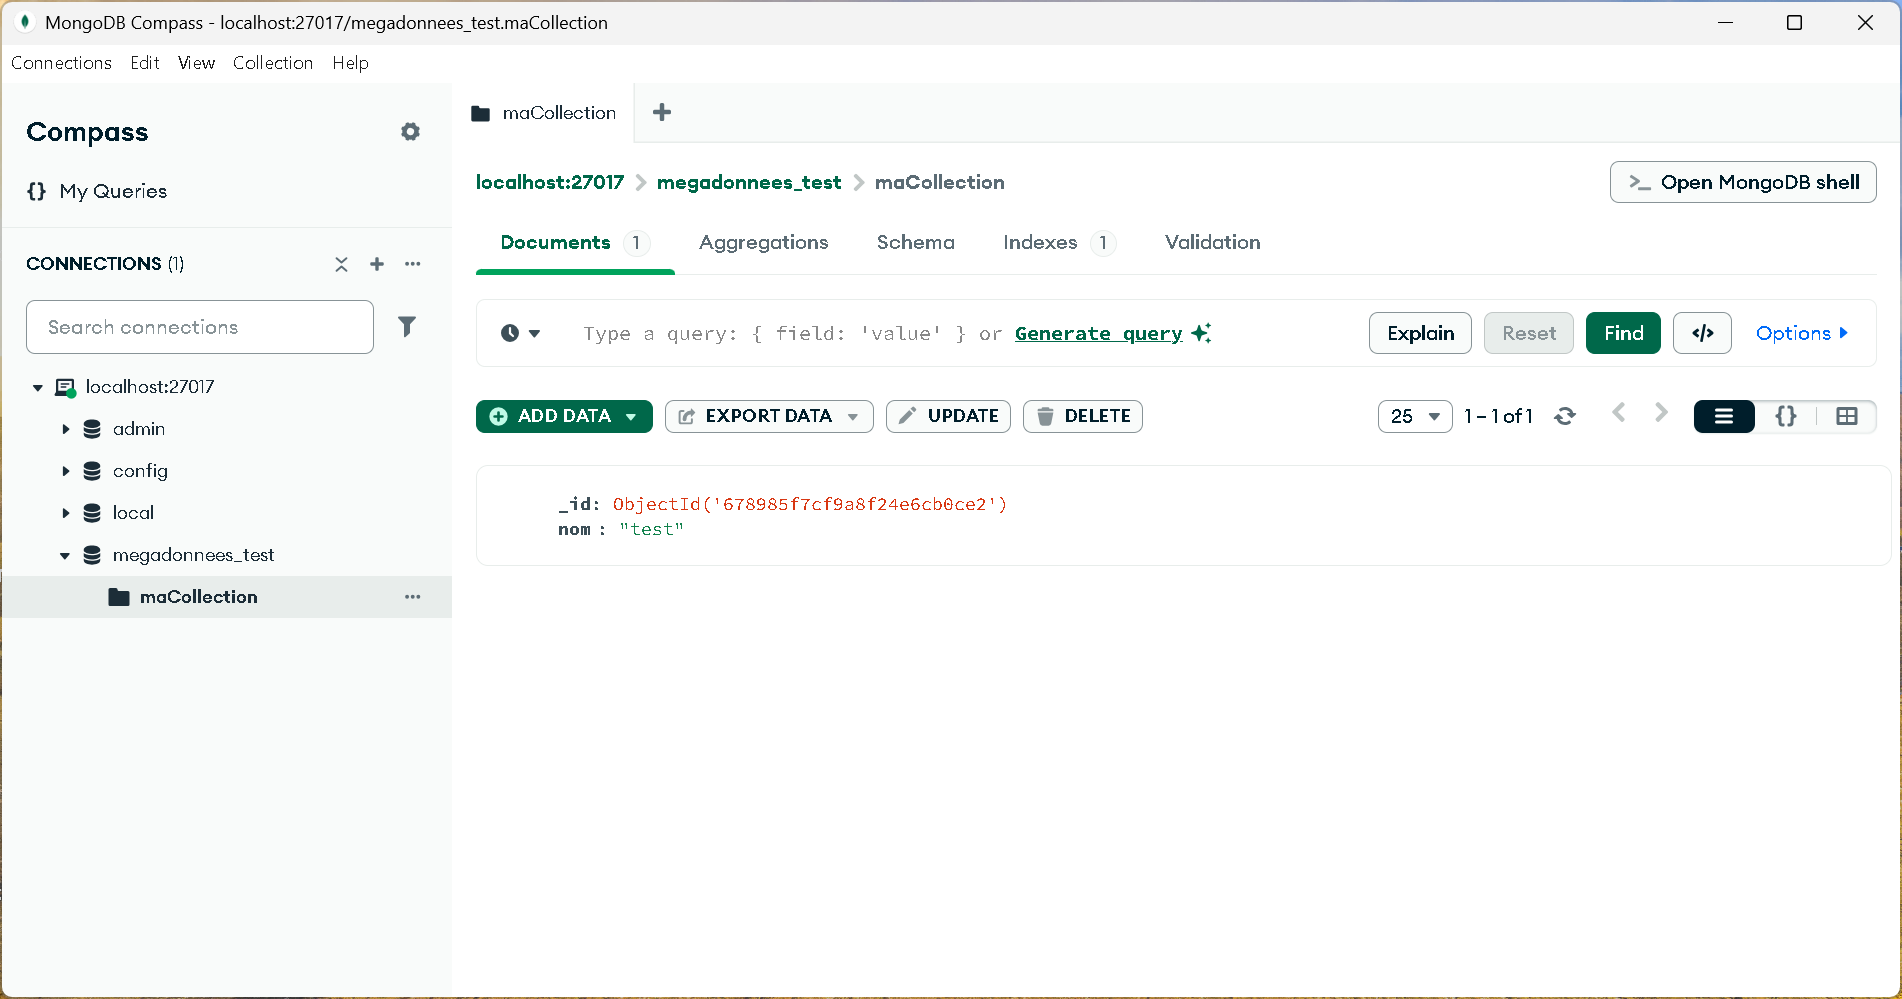 MongoDB Compass - localhost:27017/megadonnees_test.maCollection
Connections Edit View Collection Help
Compass
My Queries
CONNECTIONS (1)
Search connections
localhost:27017
admin
config
local
megadonnees_test
maCollection
maCollection
localhost:27017 > megadonnees_test > maCollection
>_ Open MongoDB shell
Documents 1 Aggregations Schema Indexes 1 Validation
Type a query: { field: 'value' } or Generate query
Explain Reset Find </> Options
ADD DATA EXPORT DATA UPDATE DELETE
25 1 – 1 of 1
_id: ObjectId('678985f7cf9a8f24e6cb0ce2')
nom : "test"